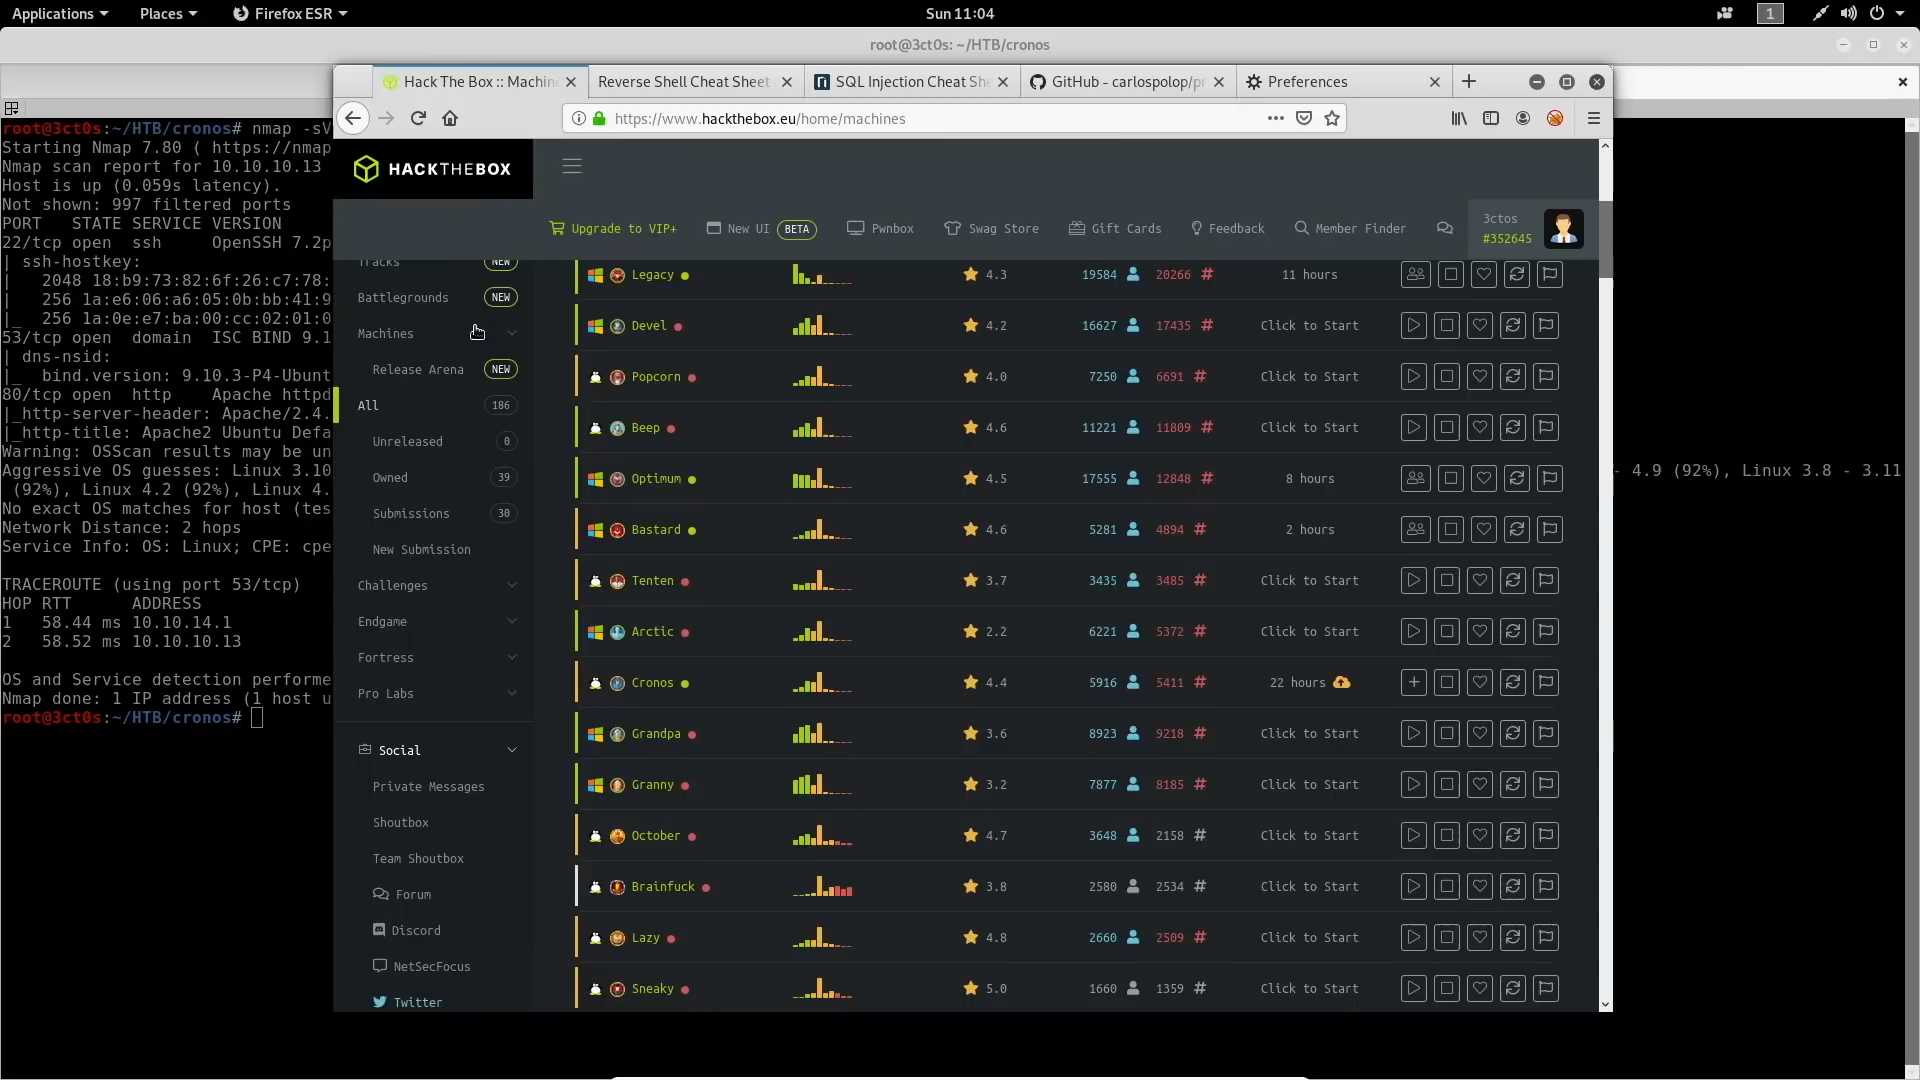 Applications Places Firefox ESR Sun 11:04 1
root@3ct0s: ~/HTB/cronos
Hack The Box :: Machin Reverse Shell Cheat Sheet SQL Injection Cheat She GitHub - carlospolop/pr Preferences
https://www.hackthebox.eu/home/machines
root@3ct0s:~/HTB/cronos# nmap -sV
Starting Nmap 7.80 ( https://nmap
Nmap scan report for 10.10.10.13
Host is up (0.059s latency).
Not shown: 997 filtered ports
PORT STATE SERVICE VERSION
22/tcp open ssh OpenSSH 7.2p
| ssh-hostkey:
| 2048 18:b9:73:82:6f:26:c7:78:
| 256 1a:e6:06:a6:05:0b:bb:41:9
|_ 256 1a:0e:e7:ba:00:cc:02:01:0
53/tcp open domain ISC BIND 9.1
| dns-nsid:
|_ bind.version: 9.10.3-P4-Ubunt
80/tcp open http Apache httpd
|_http-server-header: Apache/2.4.
|_http-title: Apache2 Ubuntu Defa
Warning: OSScan results may be un
Aggressive OS guesses: Linux 3.10 - 4.9 (92%), Linux 3.8 - 3.11
(92%), Linux 4.2 (92%), Linux 4.
No exact OS matches for host (tes
Network Distance: 2 hops
Service Info: OS: Linux; CPE: cpe
TRACEROUTE (using port 53/tcp)
HOP RTT ADDRESS
1 58.44 ms 10.10.14.1
2 58.52 ms 10.10.10.13
OS and Service detection performe
Nmap done: 1 IP address (1 host u
root@3ct0s:~/HTB/cronos#
HACKTHEBOX
Upgrade to VIP+ New UI BETA Pwnbox Swag Store Gift Cards Feedback Member Finder
3ctos
#352645
Tracks NEW
Battlegrounds NEW
Machines
Release Arena NEW
All 186
Unreleased 0
Owned 39
Submissions 30
New Submission
Challenges
Endgame
Fortress
Pro Labs
Social
Private Messages
Shoutbox
Team Shoutbox
Forum
Discord
NetSecFocus
Twitter
Legacy 4.3 19584 20266 # 11 hours
Devel 4.2 16627 17435 # Click to Start
Popcorn 4.0 7250 6691 # Click to Start
Beep 4.6 11221 11809 # Click to Start
Optimum 4.5 17555 12848 # 8 hours
Bastard 4.6 5281 4894 # 2 hours
Tenten 3.7 3435 3485 # Click to Start
Arctic 2.2 6221 5372 # Click to Start
Cronos 4.4 5916 5411 # 22 hours
Grandpa 3.6 8923 9218 # Click to Start
Granny 3.2 7877 8185 # Click to Start
October 4.7 3648 2158 # Click to Start
Brainfuck 3.8 2580 2534 # Click to Start
Lazy 4.8 2660 2509 # Click to Start
Sneaky 5.0 1660 1359 # Click to Start